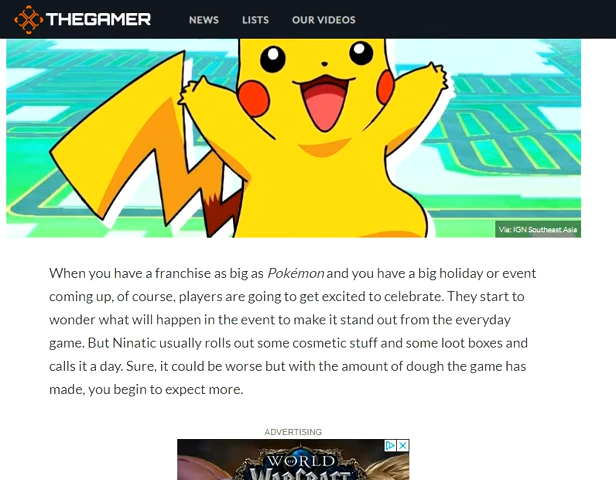 THEGAMER NEWS LISTS OUR VIDEOS
Via: IGN Southeast Asia
When you have a franchise as big as Pokémon and you have a big holiday or event
coming up, of course, players are going to get excited to celebrate. They start to
wonder what will happen in the event to make it stand out from the everyday
game. But Ninatic usually rolls out some cosmetic stuff and some loot boxes and
calls it a day. Sure, it could be worse but with the amount of dough the game has
made, you begin to expect more.
ADVERTISING
WORLD
WARCRAFT